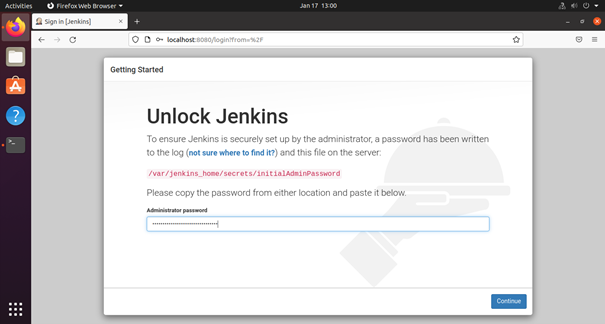 Activities
Firefox Web Browser
Jan 17 13:00
Sign in [Jenkins]
localhost:8080/login?from=%2F
Getting Started
Unlock Jenkins
To ensure Jenkins is securely set up by the administrator, a password has been written
to the log (not sure where to find it?) and this file on the server:
/var/jenkins_home/secrets/initialAdminPassword
Please copy the password from either location and paste it below.
Administrator password
Continue